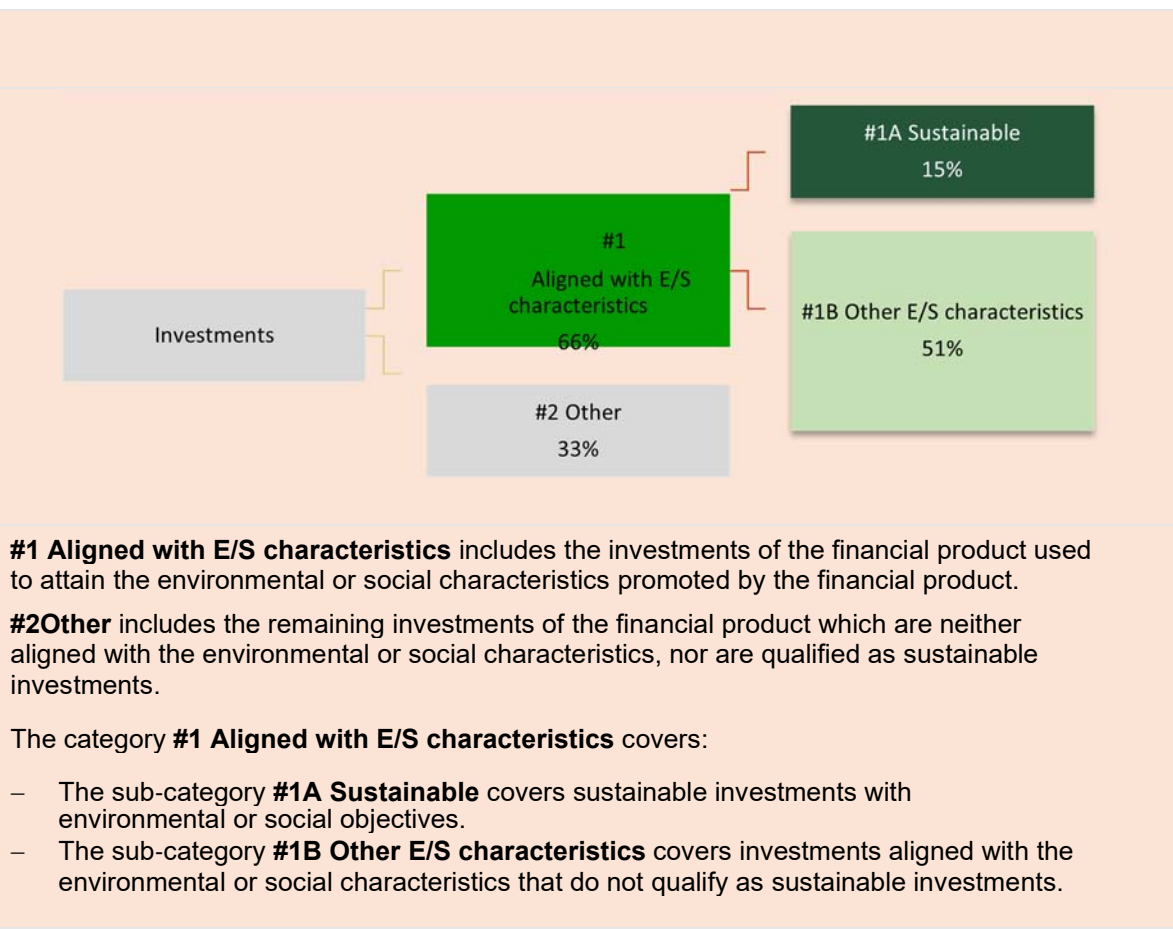 #1A Sustainable
15%
#1
Aligned with E/S
characteristics
66%
Investments
#1B Other E/S characteristics
51%
#2 Other
33%
#1 Aligned with E/S characteristics includes the investments of the financial product used
to attain the environmental or social characteristics promoted by the financial product.
#2Other includes the remaining investments of the financial product which are neither
aligned with the environmental or social characteristics, nor are qualified as sustainable
investments.
The category #1 Aligned with E/S characteristics covers:
– The sub-category #1A Sustainable covers sustainable investments with
environmental or social objectives.
– The sub-category #1B Other E/S characteristics covers investments aligned with the
environmental or social characteristics that do not qualify as sustainable investments.